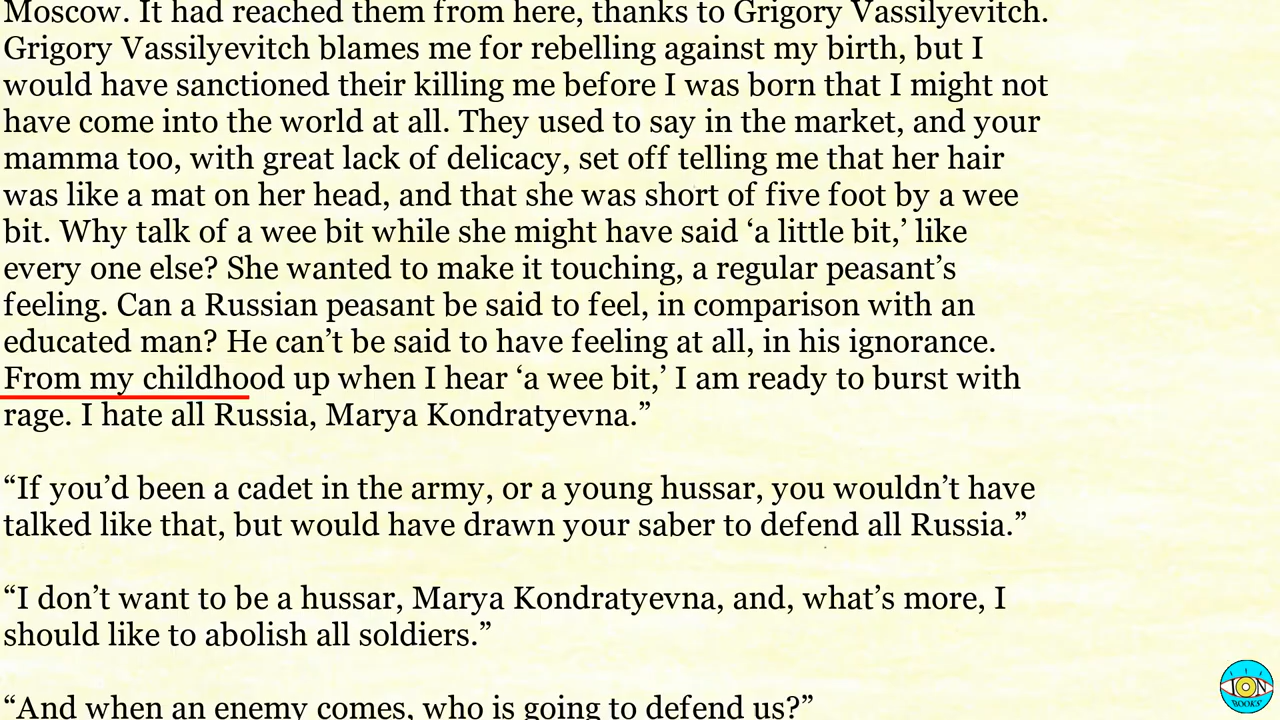 Moscow. It had reached them from here, thanks to Grigory Vassilyevitch.
Grigory Vassilyevitch blames me for rebelling against my birth, but I
would have sanctioned their killing me before I was born that I might not
have come into the world at all. They used to say in the market, and your
mamma too, with great lack of delicacy, set off telling me that her hair
was like a mat on her head, and that she was short of five foot by a wee
bit. Why talk of a wee bit while she might have said ‘a little bit,’ like
every one else? She wanted to make it touching, a regular peasant’s
feeling. Can a Russian peasant be said to feel, in comparison with an
educated man? He can’t be said to have feeling at all, in his ignorance.
From my childhood up when I hear ‘a wee bit,’ I am ready to burst with
rage. I hate all Russia, Marya Kondratyevna.”
“If you’d been a cadet in the army, or a young hussar, you wouldn’t have
talked like that, but would have drawn your saber to defend all Russia.”
“I don’t want to be a hussar, Marya Kondratyevna, and, what’s more, I
should like to abolish all soldiers.”
“And when an enemy comes, who is going to defend us?”
ION
BOOKS